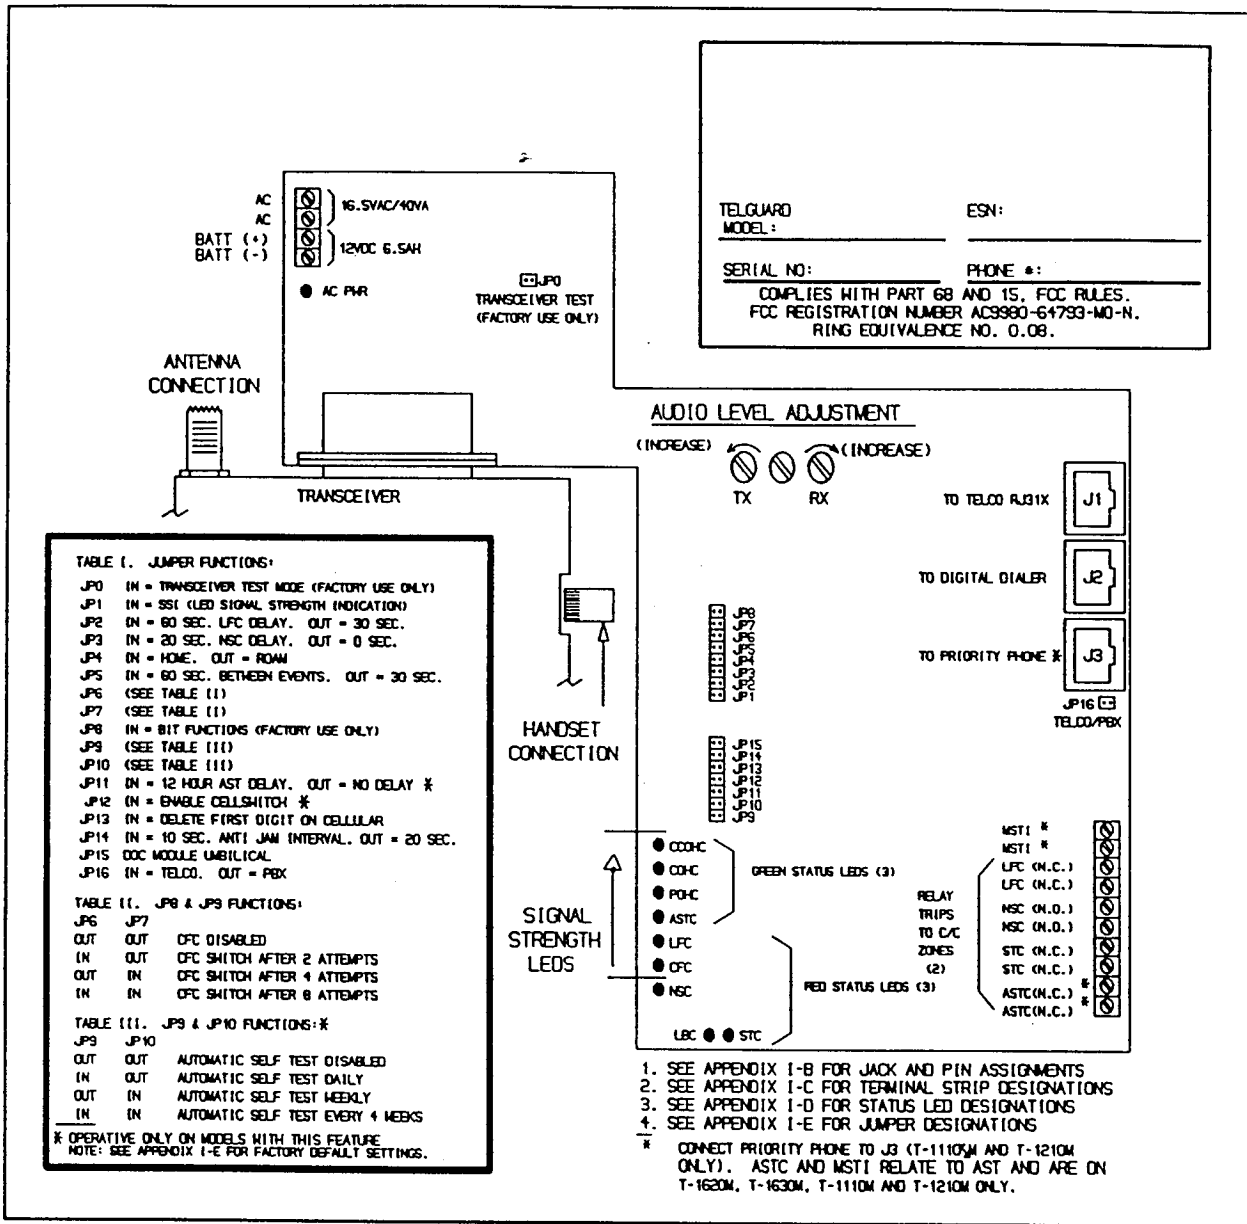 AC
AC
BATT (+)
BATT (-)
16.5VAC/40VA
12VDC 6.5AH
AC PWR
JP0
TRANSCEIVER TEST
(FACTORY USE ONLY)
TELGUARD
MODEL:
ESN:
SERIAL NO:
PHONE #:
COMPLIES WITH PART 68 AND 15, FCC RULES.
FCC REGISTRATION NUMBER AC9980-64793-MO-N.
RING EQUIVALENCE NO. 0.08.
ANTENNA
CONNECTION
TRANSCEIVER
AUDIO LEVEL ADJUSTMENT
(INCREASE)
(INCREASE)
TX
RX
TO TELCO RJ31X
J1
TO DIGITAL DIALER
J2
TO PRIORITY PHONE *
J3
JP16
TELCO/PBX
HANDSET
CONNECTION
JP8
JP7
JP6
JP5
JP4
JP3
JP2
JP1
JP15
JP14
JP13
JP12
JP11
JP10
JP9
TABLE I. JUMPER FUNCTIONS:
JP0 IN = TRANSCEIVER TEST MODE (FACTORY USE ONLY)
JP1 IN = SSI (LED SIGNAL STRENGTH INDICATION)
JP2 IN = 60 SEC. LFC DELAY. OUT = 30 SEC.
JP3 IN = 20 SEC. NSC DELAY. OUT = 0 SEC.
JP4 IN = HOME. OUT = ROAM
JP5 IN = 60 SEC. BETWEEN EVENTS. OUT = 30 SEC.
JP6 (SEE TABLE II)
JP7 (SEE TABLE II)
JP8 IN = BIT FUNCTIONS (FACTORY USE ONLY)
JP9 (SEE TABLE III)
JP10 (SEE TABLE III)
JP11 IN = 12 HOUR AST DELAY. OUT = NO DELAY *
JP12 IN = ENABLE CELLSWITCH *
JP13 IN = DELETE FIRST DIGIT ON CELLULAR
JP14 IN = 10 SEC. ANTI JAM INTERVAL. OUT = 20 SEC.
JP15 DOC MODULE UMBILICAL
JP16 IN = TELCO. OUT = PBX
TABLE II. JP8 & JP9 FUNCTIONS:
JP6 JP7
OUT OUT CFC DISABLED
IN OUT CFC SWITCH AFTER 2 ATTEMPTS
OUT IN CFC SWITCH AFTER 4 ATTEMPTS
IN IN CFC SWITCH AFTER 8 ATTEMPTS
TABLE III. JP9 & JP10 FUNCTIONS:*
JP9 JP10
OUT OUT AUTOMATIC SELF TEST DISABLED
IN OUT AUTOMATIC SELF TEST DAILY
OUT IN AUTOMATIC SELF TEST WEEKLY
IN IN AUTOMATIC SELF TEST EVERY 4 WEEKS
* OPERATIVE ONLY ON MODELS WITH THIS FEATURE
NOTE: SEE APPENDIX I-E FOR FACTORY DEFAULT SETTINGS.
SIGNAL
STRENGTH
LEDS
CCOHC
COHC
POHC
ASTC
LFC
CFC
NSC
LBC
STC
GREEN STATUS LEDS (3)
RED STATUS LEDS (3)
RELAY
TRIPS
TO C/C
ZONES
(2)
MSTI *
MSTI *
LFC (N.C.)
LFC (N.C.)
NSC (N.O.)
NSC (N.O.)
STC (N.C.)
STC (N.C.)
ASTC(N.C.) *
ASTC(N.C.) *
1. SEE APPENDIX I-B FOR JACK AND PIN ASSIGNMENTS
2. SEE APPENDIX I-C FOR TERMINAL STRIP DESIGNATIONS
3. SEE APPENDIX I-D FOR STATUS LED DESIGNATIONS
4. SEE APPENDIX I-E FOR JUMPER DESIGNATIONS
* CONNECT PRIORITY PHONE TO J3 AND T-1210M
ONLY). ASTC AND MSTI RELATE TO AST AND ARE ON
T-1620M, T-1630M, T-1110M AND T-1210M ONLY.